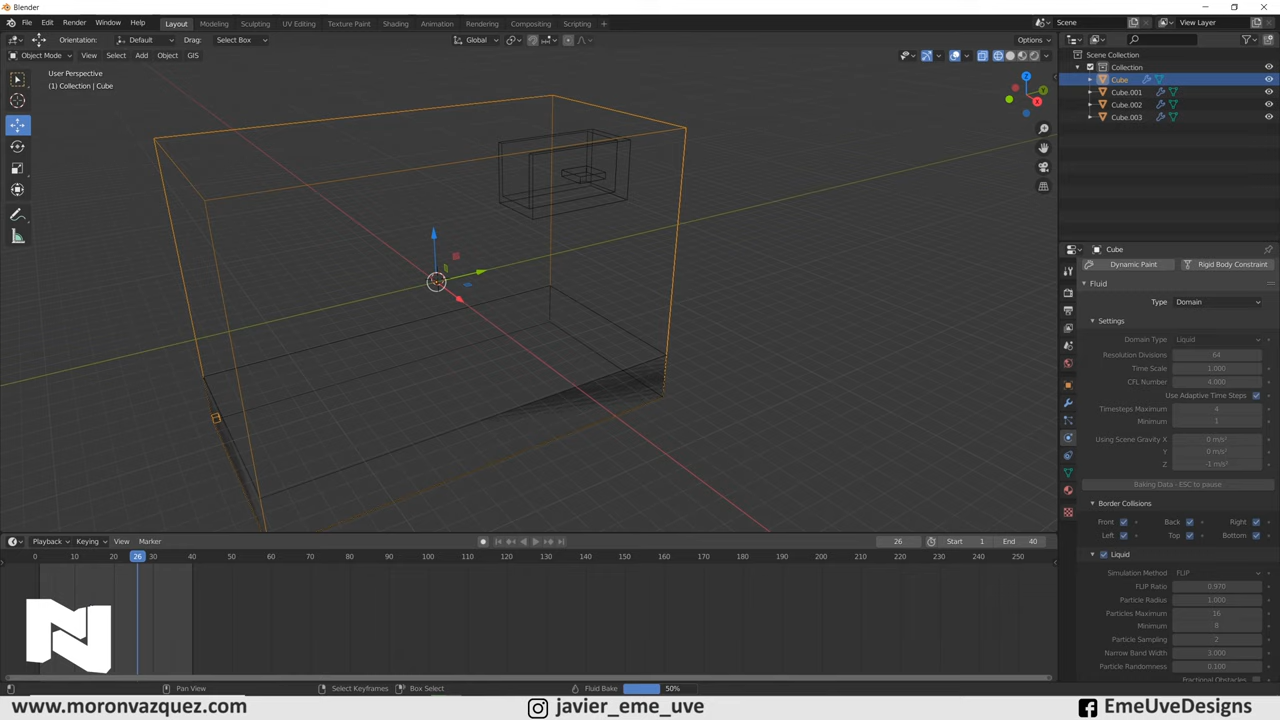 Blender
File Edit Render Window Help Layout Modeling Sculpting UV Editing Texture Paint Shading Animation Rendering Compositing Scripting + Scene View Layer
Orientation: Default Drag: Select Box Global Options
Object Mode View Select Add Object GIS
User Perspective
(1) Collection | Cube
Scene Collection
Collection
Cube
Cube.001
Cube.002
Cube.003
Cube
Dynamic Paint Rigid Body Constraint
Fluid
Type Domain
Settings
Domain Type Liquid
Resolution Divisions 64
Time Scale 1.000
CFL Number 4.000
Use Adaptive Time Steps
Timesteps Maximum 4
Minimum 1
Using Scene Gravity X 0 m/s²
Y 0 m/s²
Z -1 m/s²
Baking Data - ESC to pause
Border Collisions
Front Back Right
Left Top Bottom
Liquid
Simulation Method FLIP
FLIP Ratio 0.970
Particle Radius 1.000
Particles Maximum 16
Minimum 8
Particle Sampling 2
Narrow Band Width 3.000
Particle Randomness 0.100
Fractional Obstacles
Playback Keying View Marker 26 Start 1 End 40
0 10 20 26 30 40 50 60 70 80 90 100 110 120 130 140 150 160 170 180 190 200 210 220 230 240 250
Pan View Select Keyframes Box Select Fluid Bake 50%
www.moronvazquez.com javier_eme_uve EmeUveDesigns